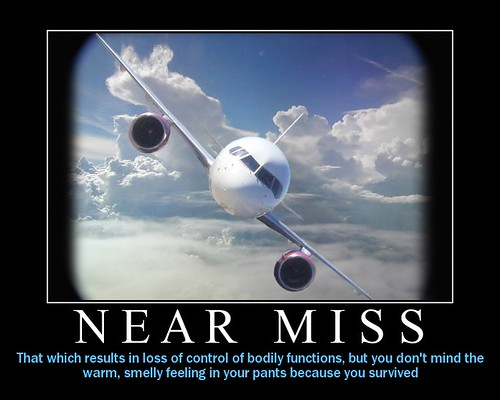 NEAR MISS
That which results in loss of control of bodily functions, but you don't mind the
warm, smelly feeling in your pants because you survived